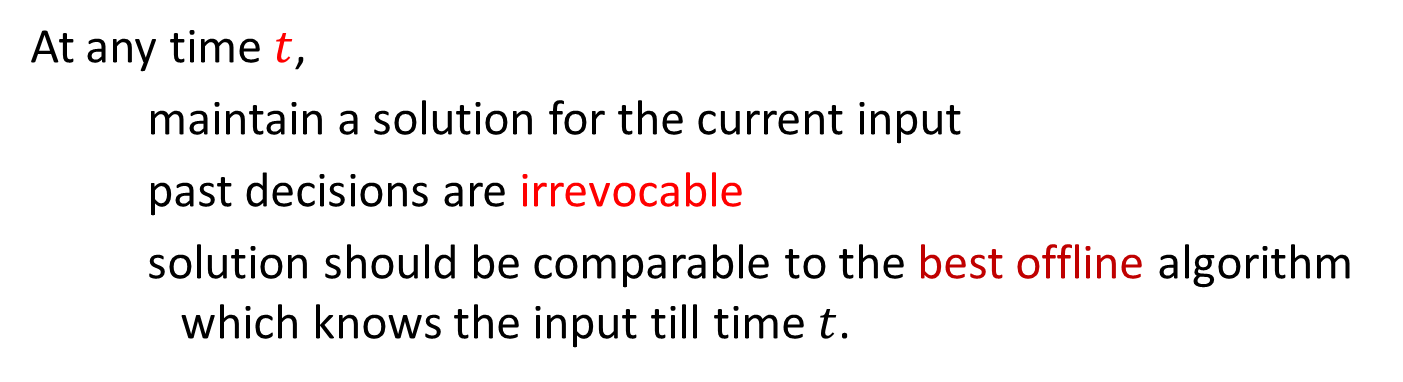 At any time t,
maintain a solution for the current input
past decisions are irrevocable
solution should be comparable to the best offline algorithm
which knows the input till time t.